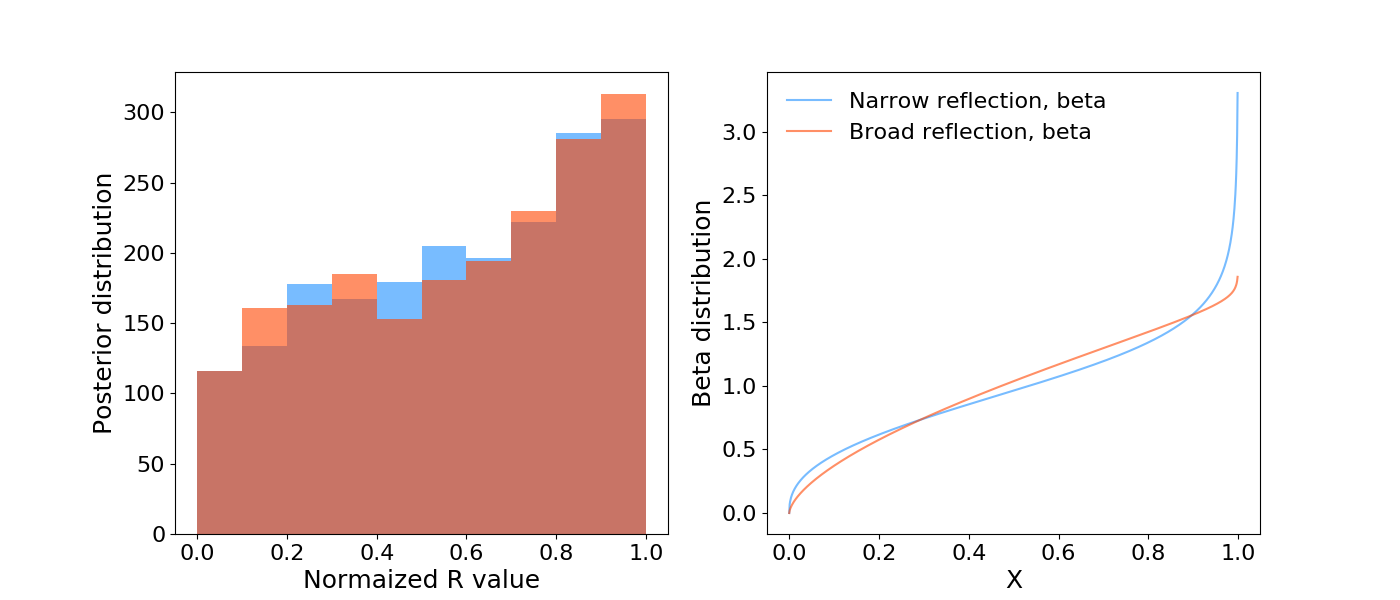 300
250
200
150
100
50
0
Posterior distribution
0.0 0.2 0.4 0.6 0.8 1.0
Normaized R value
Narrow reflection, beta
Broad reflection, beta
3.0
2.5
2.0
1.5
1.0
0.5
0.0
Beta distribution
0.0 0.2 0.4 0.6 0.8 1.0
X